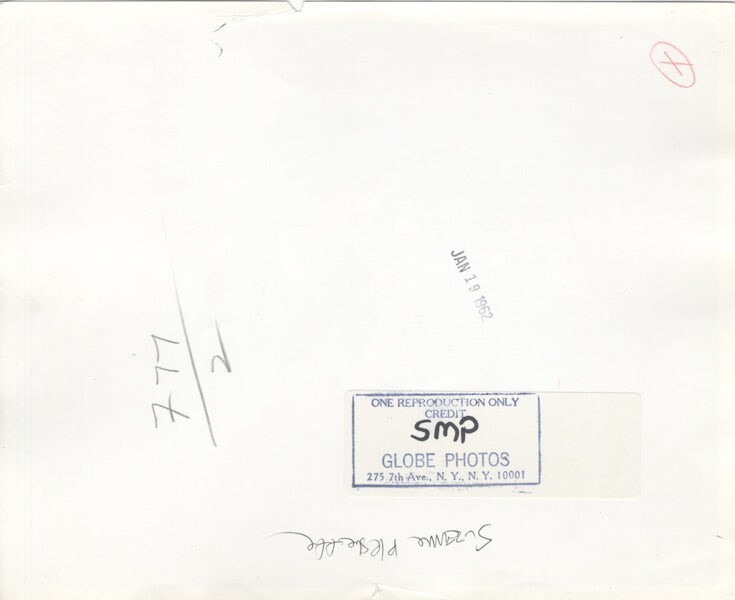 JAN 19 1962
777
2
ONE REPRODUCTION ONLY
CREDIT
SMP
GLOBE PHOTOS
275 7th Ave., N. Y., N. Y. 10001
Suzanne Pleshette